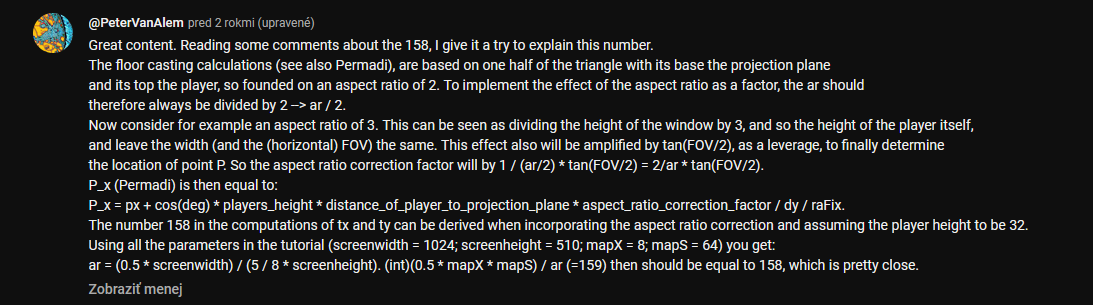 @PeterVanAlem pred 2 rokmi (upravené)
Great content. Reading some comments about the 158, I give it a try to explain this number.
The floor casting calculations (see also Permadi), are based on one half of the triangle with its base the projection plane
and its top the player, so founded on an aspect ratio of 2. To implement the effect of the aspect ratio as a factor, the ar should
therefore always be divided by 2 --> ar / 2.
Now consider for example an aspect ratio of 3. This can be seen as dividing the height of the window by 3, and so the height of the player itself,
and leave the width (and the (horizontal) FOV) the same. This effect also will be amplified by tan(FOV/2), as a leverage, to finally determine
the location of point P. So the aspect ratio correction factor will by 1 / (ar/2) * tan(FOV/2) = 2/ar * tan(FOV/2).
P_x (Permadi) is then equal to:
P_x = px + cos(deg) * players_height * distance_of_player_to_projection_plane * aspect_ratio_correction_factor / dy / raFix.
The number 158 in the computations of tx and ty can be derived when incorporating the aspect ratio correction and assuming the player height to be 32.
Using all the parameters in the tutorial (screenwidth = 1024; screenheight = 510; mapX = 8; mapS = 64) you get:
ar = (0.5 * screenwidth) / (5 / 8 * screenheight). (int)(0.5 * mapX * mapS) / ar (=159) then should be equal to 158, which is pretty close.
Zobraziť menej